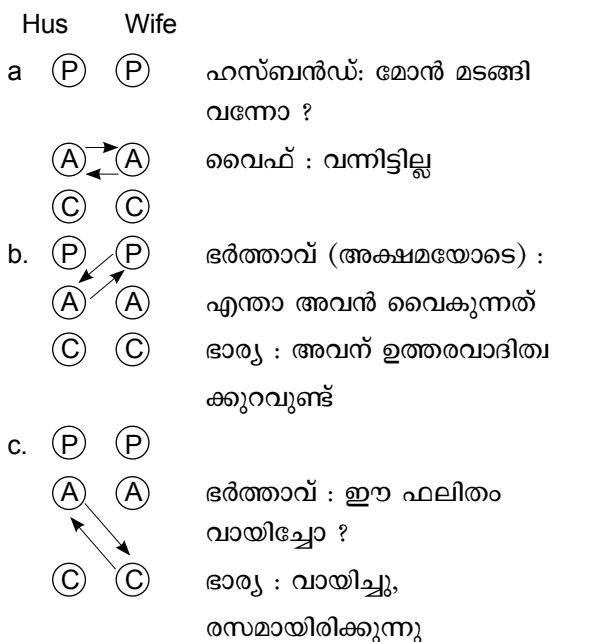 Hus Wife
a P P ഹസ്ബൻഡ്: മോൻ മടങ്ങി
വന്നോ ?
A A വൈഫ് : വന്നിട്ടില്ല
C C
b. P P ഭർത്താവ് (അക്ഷമയോടെ) :
A A എന്താ അവൻ വൈകുന്നത്
C C ഭാര്യ : അവന് ഉത്തരവാദിത്വ
ക്കുറവുണ്ട്
c. P P
A A ഭർത്താവ് : ഈ ഫലിതം
വായിച്ചോ ?
C C ഭാര്യ : വായിച്ചു,
രസമായിരിക്കുന്നു